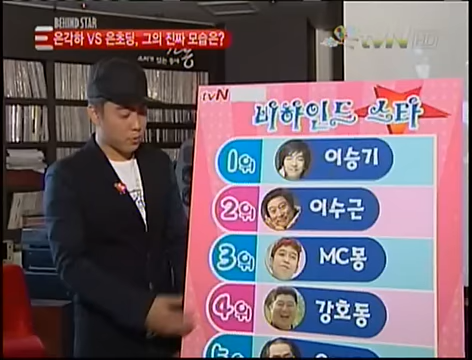 BEHIND STAR
은각하 VS 은초딩, 그의 진짜 모습은?
tvN HD
tvN
비하인드 스타
1위 이승기
2위 이수근
3위 MC몽
4위 강호동